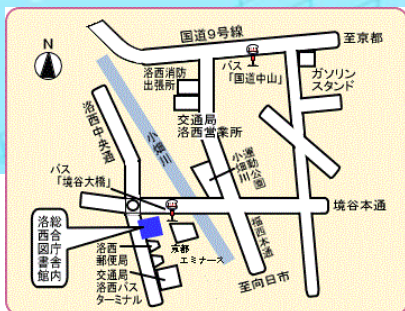 N
国道9号線
至京都
バス
「国道中山」
ガソリン
スタンド
洛西消防
出張所
交通局
洛西営業所
洛西中央通
小畑川
小畑川
運動公園
バス
「境谷大橋」
境谷本通
福西本通
総合庁舎内
洛西図書館
洛西
郵便局
京都
エミナース
交通局
洛西バス
ターミナル
至向日市